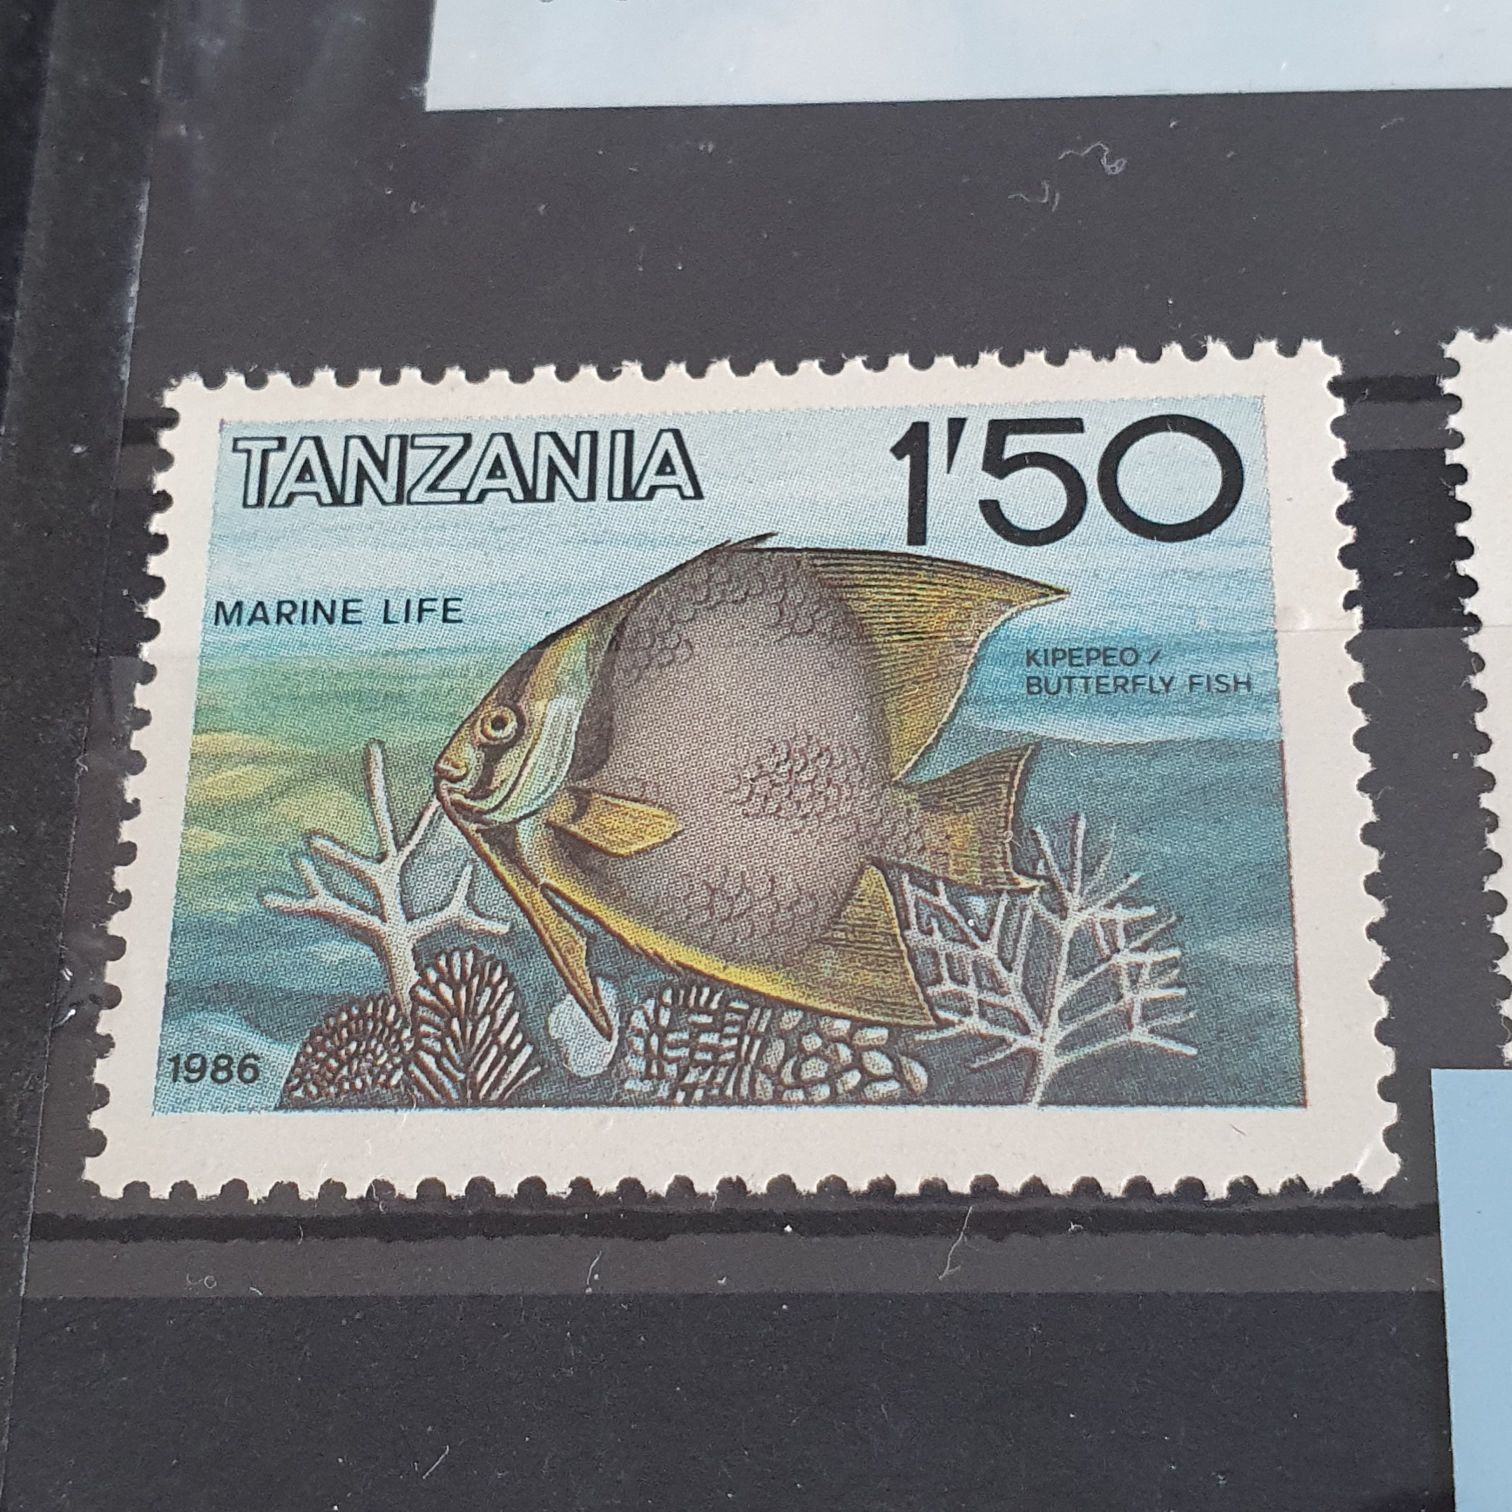 TANZANIA 1'50
MARINE LIFE
KIPEPEO /
BUTTERFLY FISH
1986